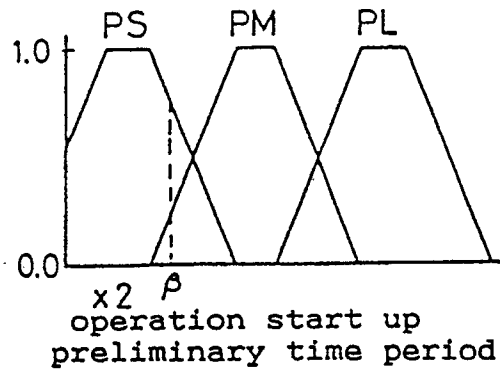 PS PM PL
1.0
0.0
x2 β
operation start up
preliminary time period